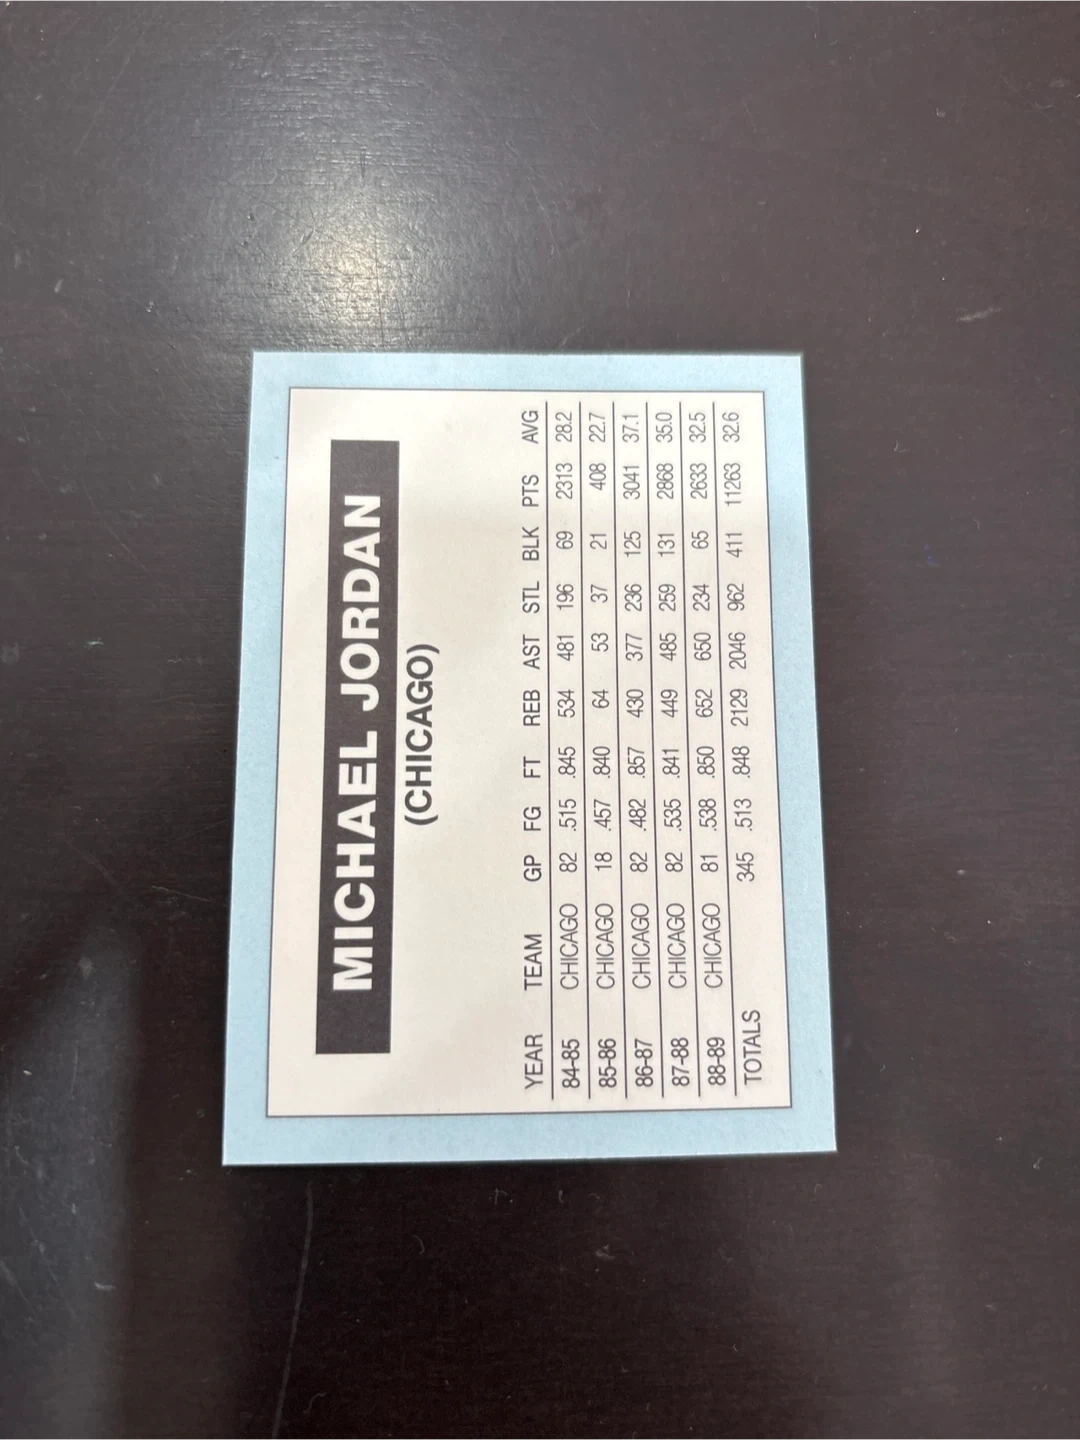 MICHAEL JORDAN
(CHICAGO)
YEAR TEAM GP FG FT REB AST STL BLK PTS AVG
84-85 CHICAGO 82 .515 .845 534 481 196 69 2313 28.2
85-86 CHICAGO 18 .457 .840 64 53 37 21 408 22.7
86-87 CHICAGO 82 .482 .857 430 377 236 125 3041 37.1
87-88 CHICAGO 82 .535 .841 449 485 259 131 2868 35.0
88-89 CHICAGO 81 .538 .850 652 650 234 65 2633 32.5
TOTALS 345 .513 .848 2129 2046 962 411 11263 32.6